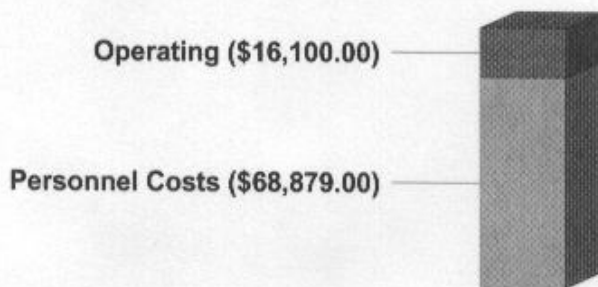 Operating ($16,100.00)
Personnel Costs ($68,879.00)